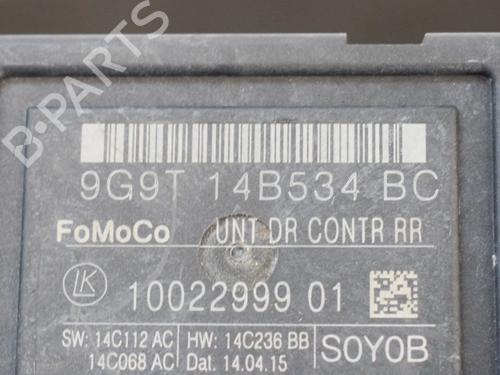 B-PARTS
9G9T 14B534 BC
FoMoCo UNT DR CONTR RR
LK 10022999 01
SW: 14C112 AC HW: 14C236 BB S0Y0B
14C068 AC Dat. 14.04.15